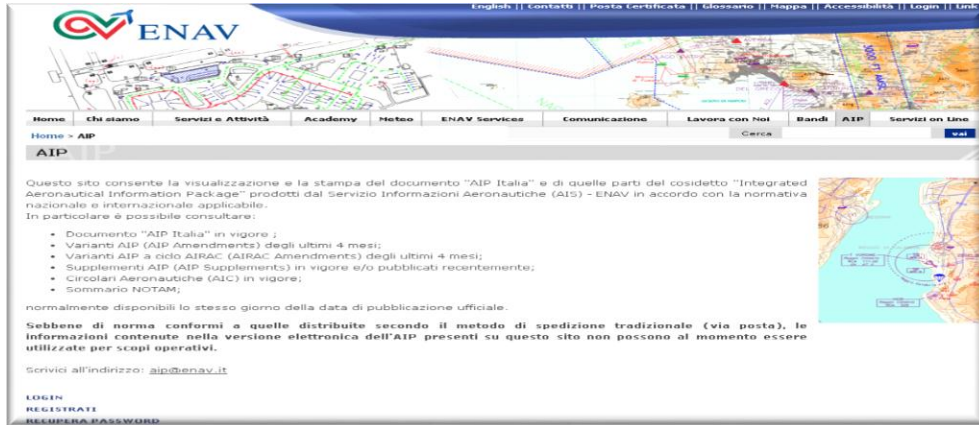 English || Contatti || Posta Certificata || Glossario || Mappa || Accessibilità || Login || Link
ENAV
Home Chi siamo Servizi e Attività Academy Meteo ENAV Services Comunicazione Lavora con Noi Bandi AIP Servizi on Line
Home > AIP
Cerca vai
AIP
Questo sito consente la visualizzazione e la stampa del documento "AIP Italia" e di quelle parti del cosidetto "Integrated
Aeronautical Information Package" prodotti dal Servizio Informazioni Aeronautiche (AIS) - ENAV in accordo con la normativa
nazionale e internazionale applicabile.
In particolare è possibile consultare:
Documento "AIP Italia" in vigore ;
Varianti AIP (AIP Amendments) degli ultimi 4 mesi;
Varianti AIP a ciclo AIRAC (AIRAC Amendments) degli ultimi 4 mesi;
Supplementi AIP (AIP Supplements) in vigore e/o pubblicati recentemente;
Circolari Aeronautiche (AIC) in vigore;
Sommario NOTAM;
normalmente disponibili lo stesso giorno della data di pubblicazione ufficiale.
Sebbene di norma conformi a quelle distribuite secondo il metodo di spedizione tradizionale (via posta), le
informazioni contenute nella versione elettronica dell'AIP presenti su questo sito non possono al momento essere
utilizzate per scopi operativi.
Scrivici all'indirizzo: aip@enav.it
LOGIN
REGISTRATI
RECUPERA PASSWORD